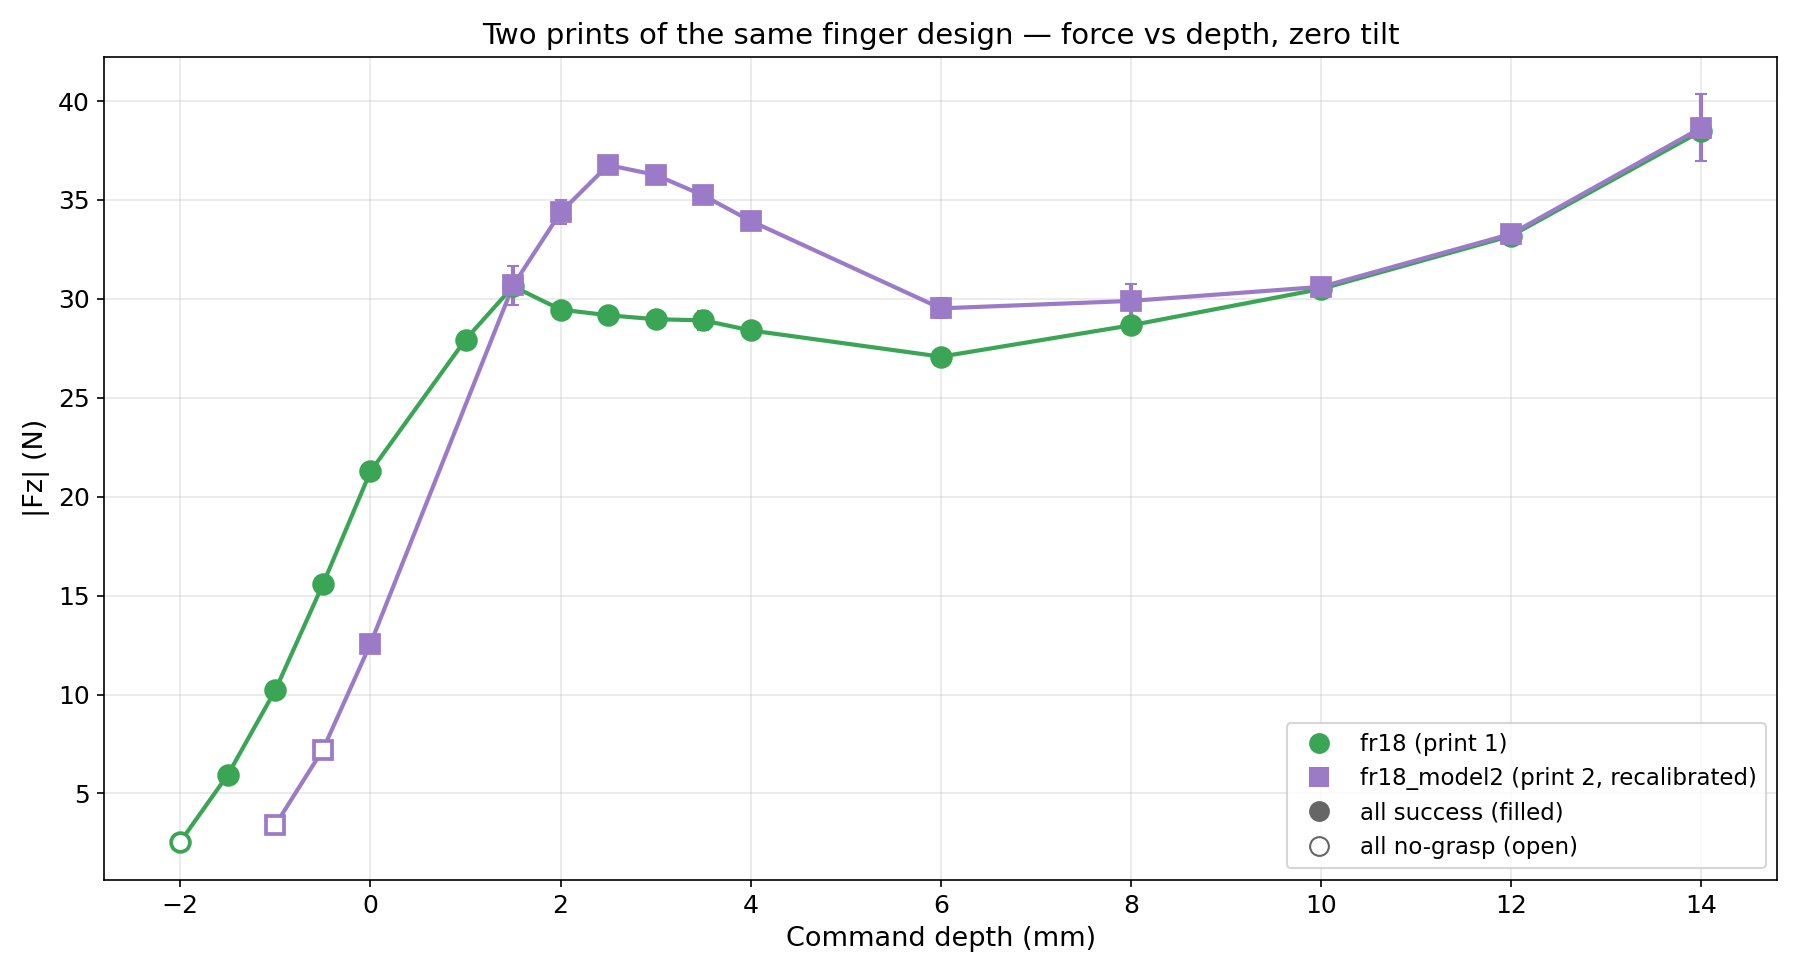 Two prints of the same finger design — force vs depth, zero tilt
40
35
30
25
20
15
10
5
|Fz| (N)
fr18 (print 1)
fr18_model2 (print 2, recalibrated)
all success (filled)
all no-grasp (open)
−2
0
2
4
6
8
10
12
14
Command depth (mm)